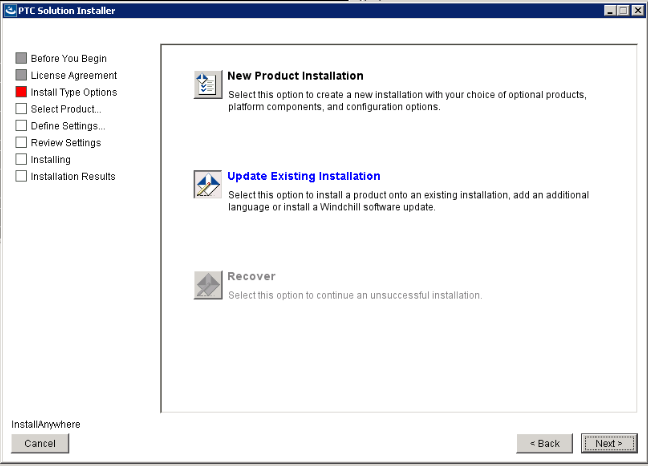 PTC Solution Installer
Before You Begin
License Agreement
Install Type Options
Select Product...
Define Settings...
Review Settings
Installing
Installation Results
New Product Installation
Select this option to create a new installation with your choice of optional products,
platform components, and configuration options.
Update Existing Installation
Select this option to install a product onto an existing installation, add an additional
language or install a Windchill software update.
Recover
Select this option to continue an unsuccessful installation.
InstallAnywhere
Cancel
< Back
Next >